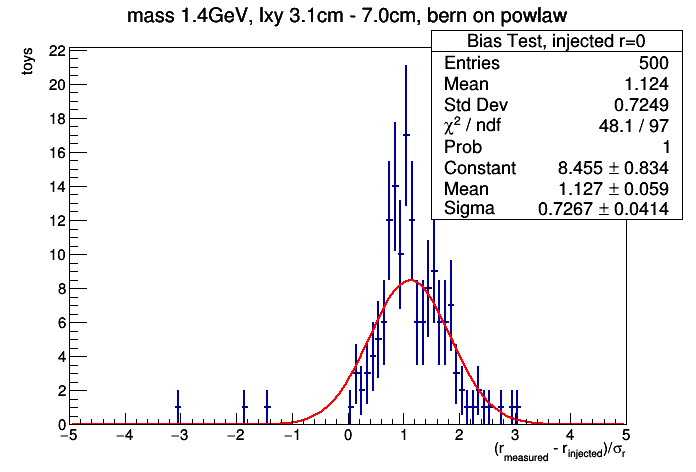 mass 1.4GeV, lxy 3.1cm - 7.0cm, bern on powlaw
Bias Test, injected r=0
Entries 500
Mean 1.124
Std Dev 0.7249
χ² / ndf 48.1 / 97
Prob 1
Constant 8.455 ± 0.834
Mean 1.127 ± 0.059
Sigma 0.7267 ± 0.0414
toys
22
20
18
16
14
12
10
8
6
4
2
0
−5 −4 −3 −2 −1 0 1 2 3 4 5
(r_measured - r_injected)/σ_r